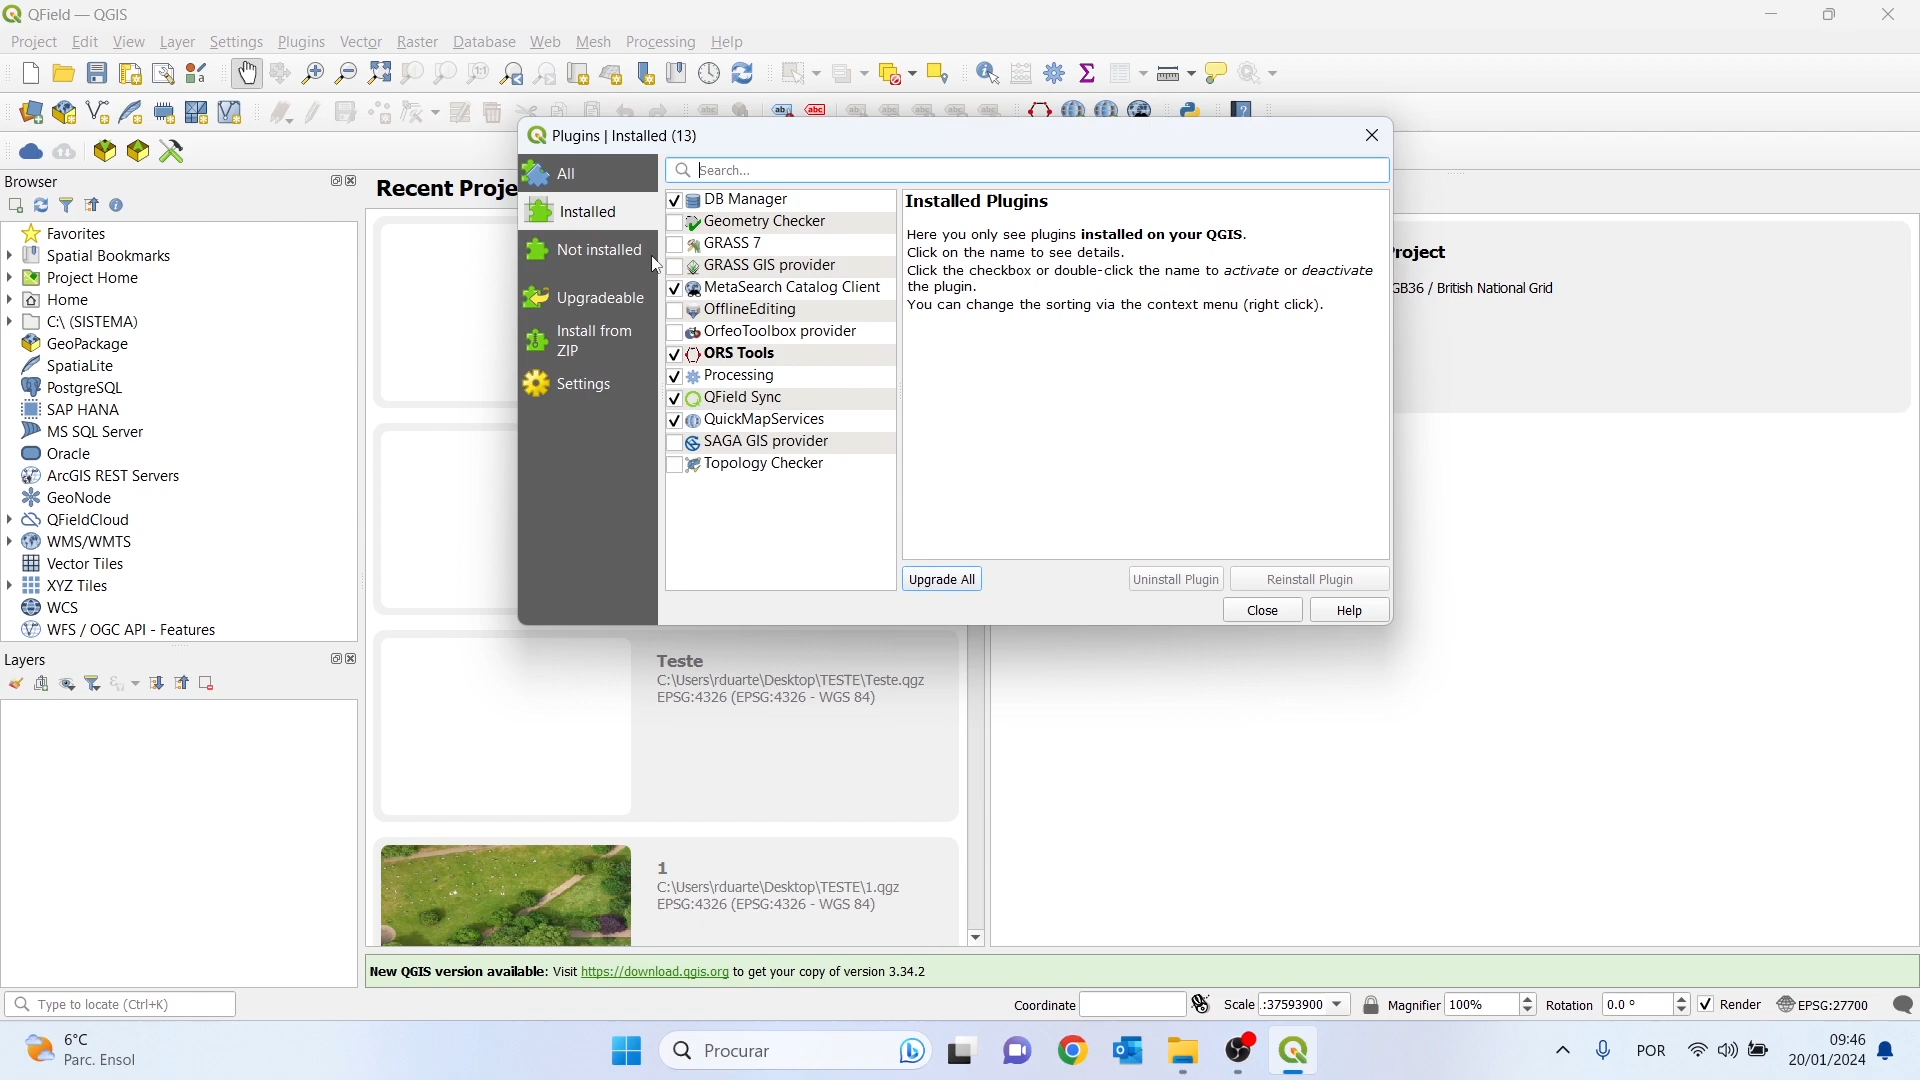 QField — QGIS
Project Edit View Layer Settings Plugins Vector Raster Database Web Mesh Processing Help
Plugins | Installed (13)
Browser
Favorites
Spatial Bookmarks
Project Home
Home
C:\ (SISTEMA)
GeoPackage
SpatiaLite
PostgreSQL
SAP HANA
MS SQL Server
Oracle
ArcGIS REST Servers
GeoNode
QFieldCloud
WMS/WMTS
Vector Tiles
XYZ Tiles
WCS
WFS / OGC API - Features
Layers
Recent Proje
All
Installed
Not installed
Upgradeable
Install from
ZIP
Settings
Search...
DB Manager
Geometry Checker
GRASS 7
GRASS GIS provider
MetaSearch Catalog Client
OfflineEditing
OrfeoToolbox provider
ORS Tools
Processing
QField Sync
QuickMapServices
SAGA GIS provider
Topology Checker
Installed Plugins
Here you only see plugins installed on your QGIS.
Click on the name to see details.
Click the checkbox or double-click the name to activate or deactivate
the plugin.
You can change the sorting via the context menu (right click).
Upgrade All
Uninstall Plugin
Reinstall Plugin
Close
Help
roject
GB36 / British National Grid
Teste
C:\Users\rduarte\Desktop\TESTE\Teste.qgz
EPSG:4326 (EPSG:4326 - WGS 84)
1
C:\Users\rduarte\Desktop\TESTE\1.qgz
EPSG:4326 (EPSG:4326 - WGS 84)
New QGIS version available: Visit https://download.qgis.org to get your copy of version 3.34.2
Type to locate (Ctrl+K)
Coordinate
Scale :37593900
Magnifier 100%
Rotation 0.0 °
Render
EPSG:27700
6°C
Parc. Ensol
Procurar
POR
09:46
20/01/2024